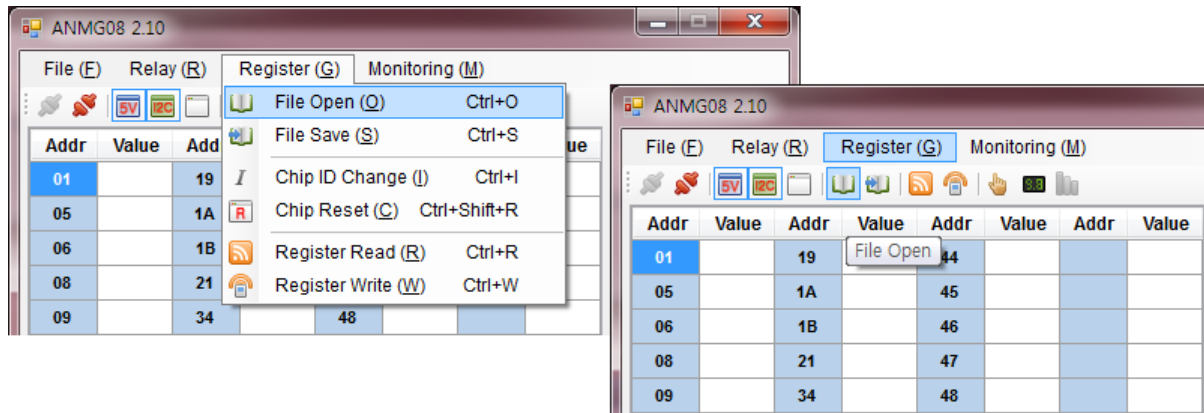 ANMG08 2.10
File (F) Relay (R) Register (G) Monitoring (M)
5V I2C
File Open (O) Ctrl+O
File Save (S) Ctrl+S
I Chip ID Change (I) Ctrl+I
R Chip Reset (C) Ctrl+Shift+R
Register Read (R) Ctrl+R
Register Write (W) Ctrl+W
Addr Value Add ue
01 19
05 1A
06 1B
08 21
09 34 48
ANMG08 2.10
File (F) Relay (R) Register (G) Monitoring (M)
5V I2C 8.8
Addr Value Addr Value Addr Value Addr Value
File Open
01 19 44
05 1A 45
06 1B 46
08 21 47
09 34 48